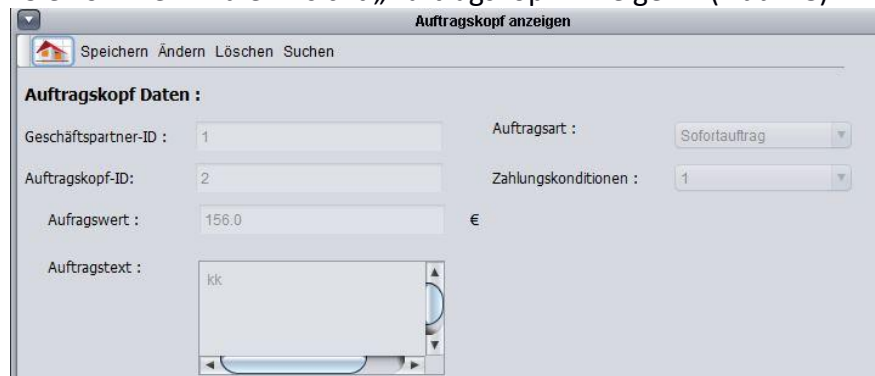 Auftragskopf anzeigen
Speichern Ändern Löschen Suchen
Auftragskopf Daten :
Geschäftspartner-ID : 1 Auftragsart : Sofortauftrag
Auftragskopf-ID: 2 Zahlungskonditionen : 1
Aufragswert : 156.0 €
Auftragstext : kk